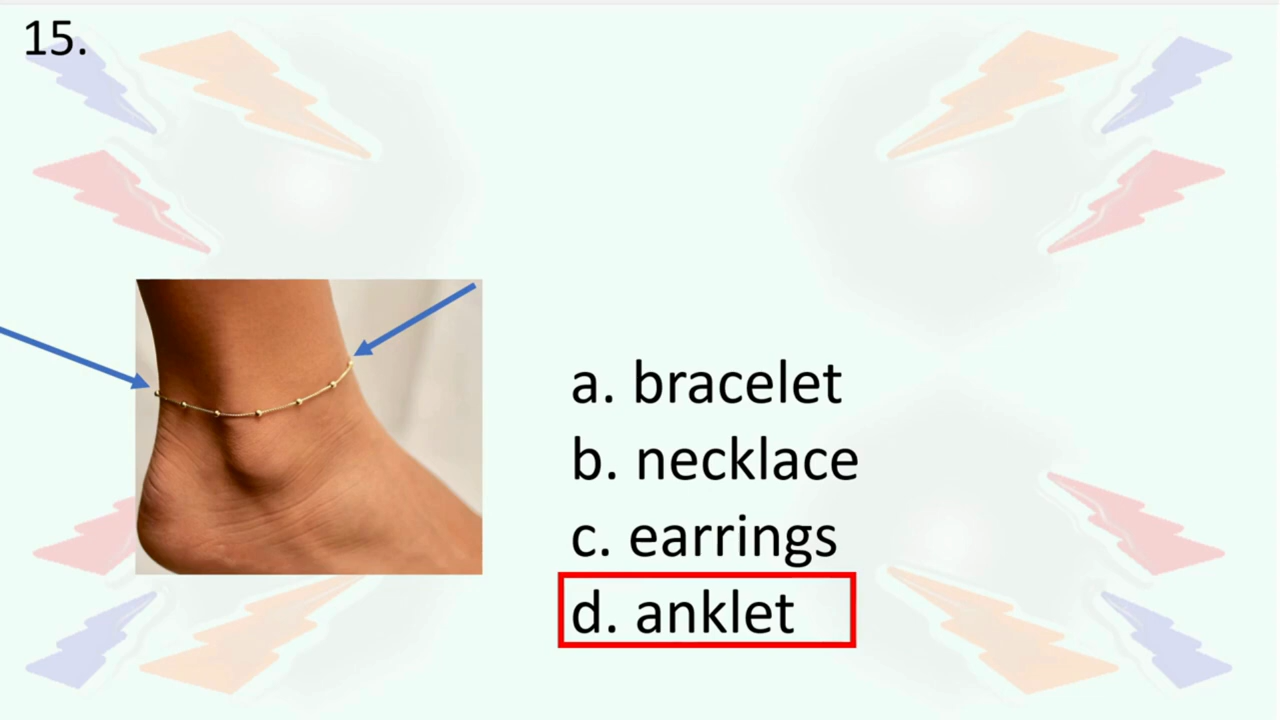 15.
a. bracelet
b. necklace
c. earrings
d. anklet